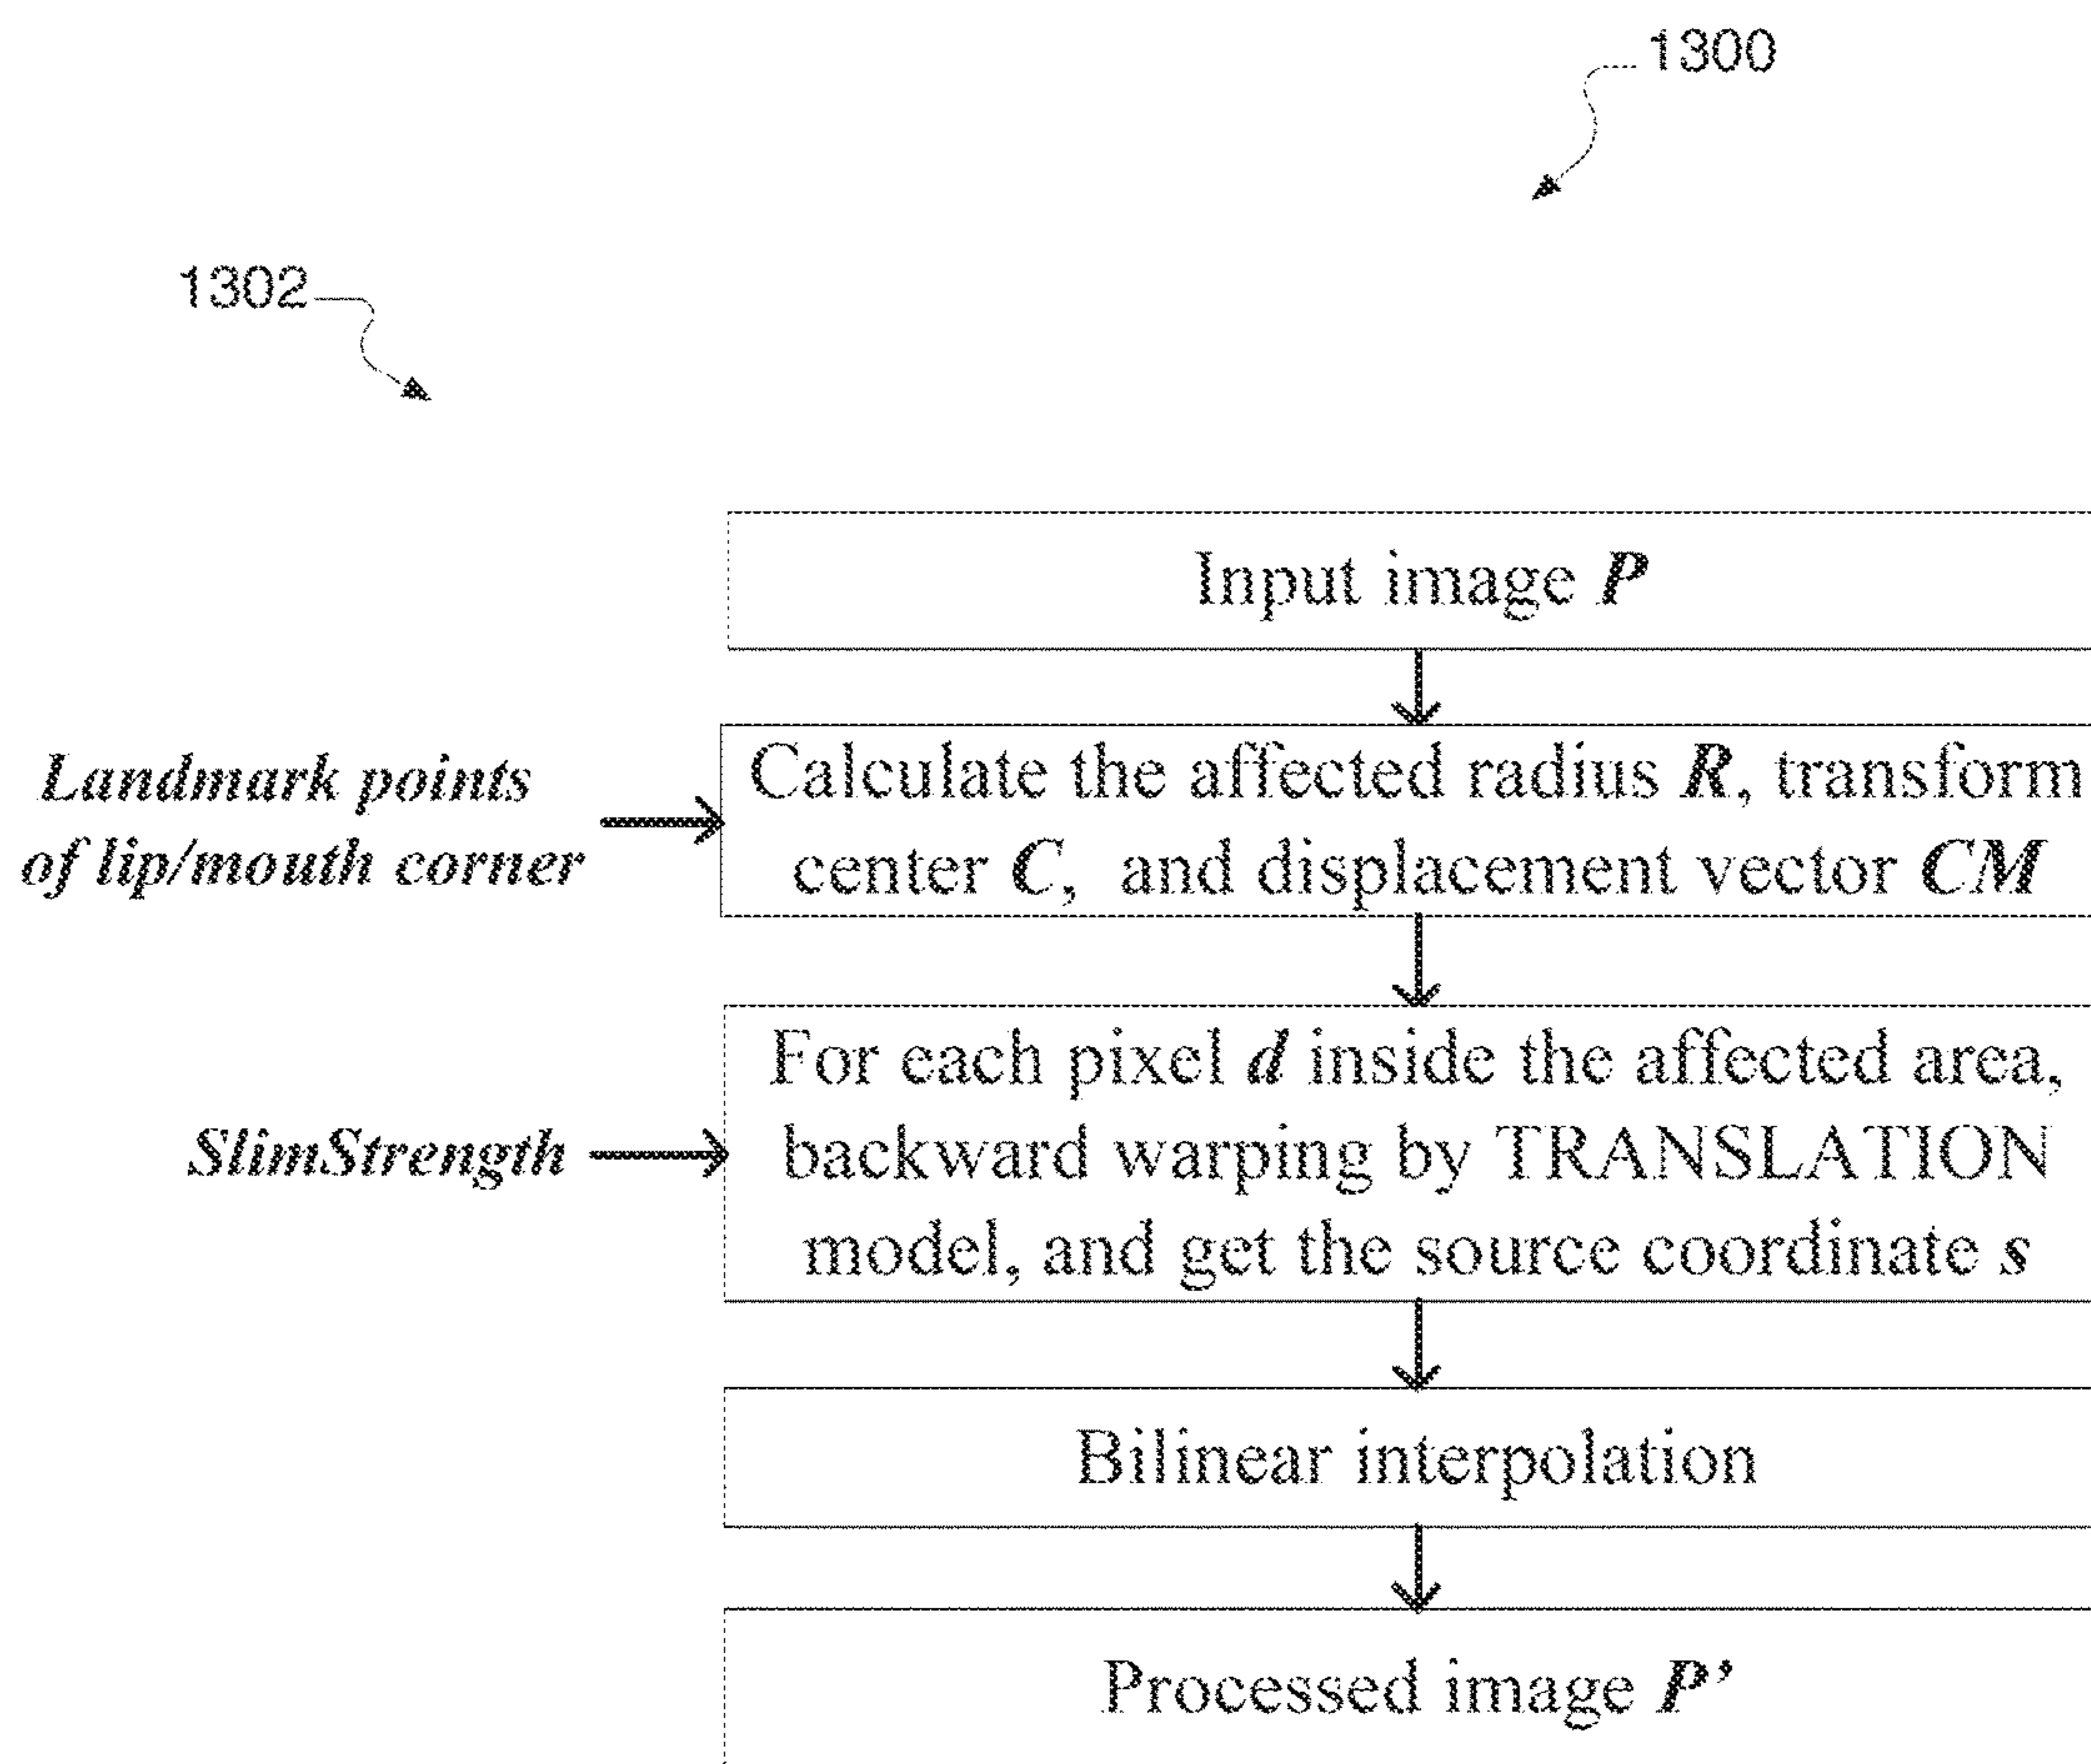 1300
1302
Input image P
Landmark points
of lip/mouth corner
Calculate the affected radius R, transform
center C, and displacement vector CM
SlimStrength
For each pixel d inside the affected area,
backward warping by TRANSLATION
model, and get the source coordinate s
Bilinear interpolation
Processed image P’